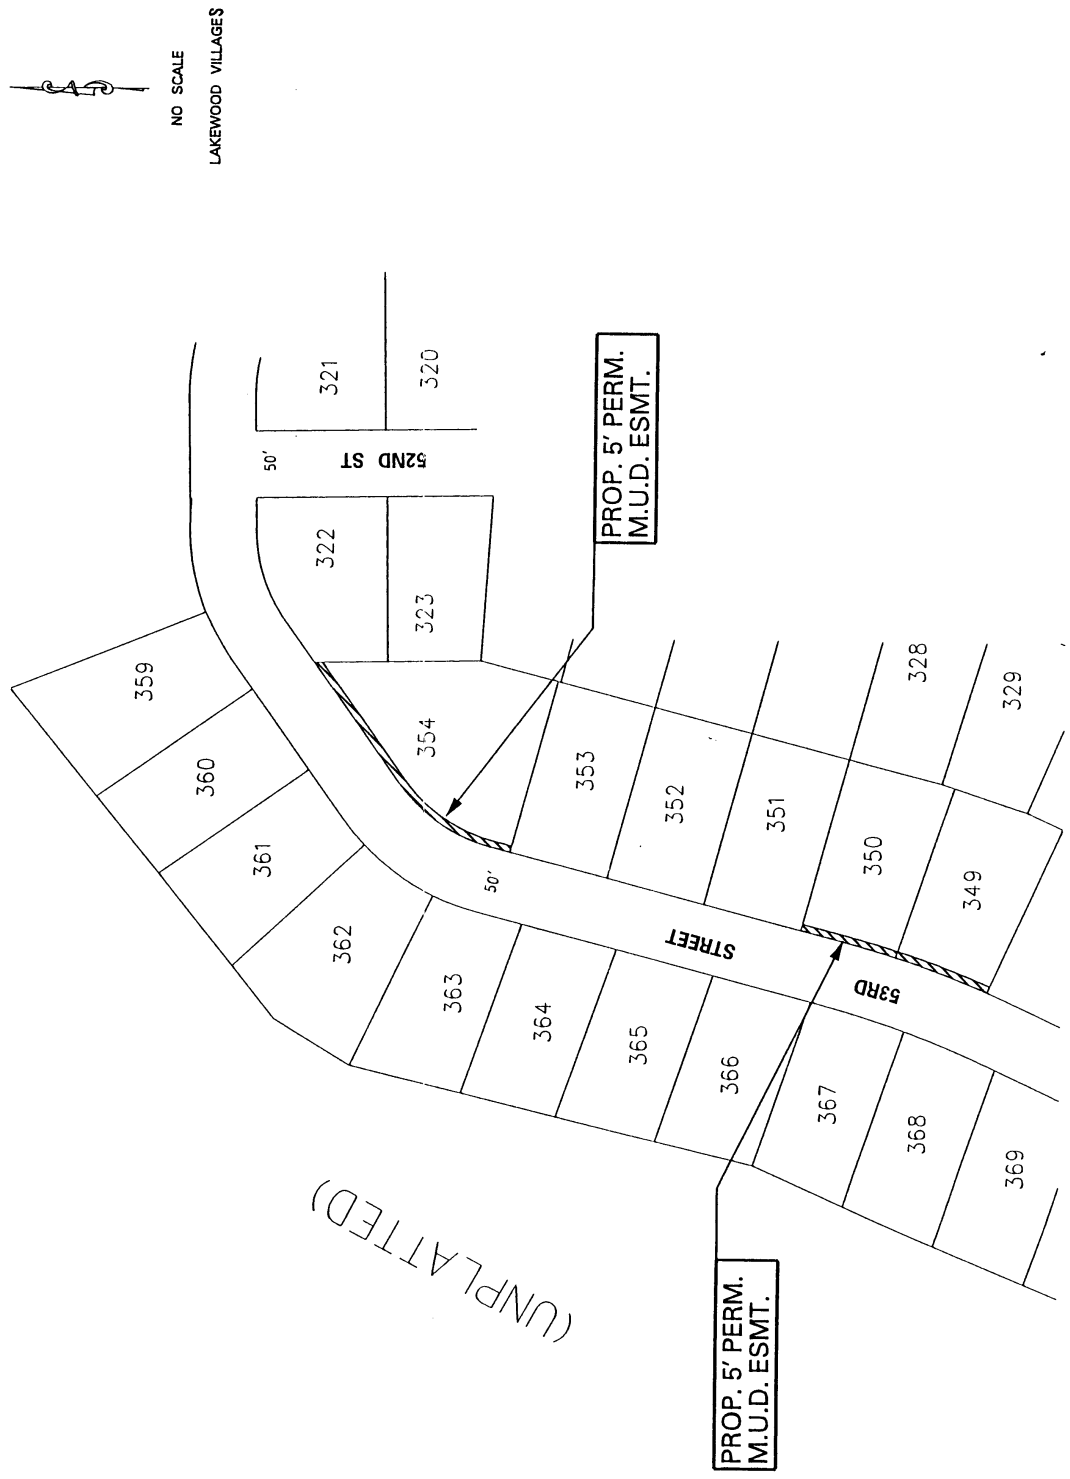 NO SCALE
LAKEWOOD VILLAGES
321
320
50'
52ND ST
322
323
PROP. 5' PERM.
M.U.D. ESMT.
359
360
361
362
354
353
352
351
350
349
328
329
50'
STREET
53RD
363
364
365
366
367
368
369
(UNPLATTED)
PROP. 5' PERM.
M.U.D. ESMT.